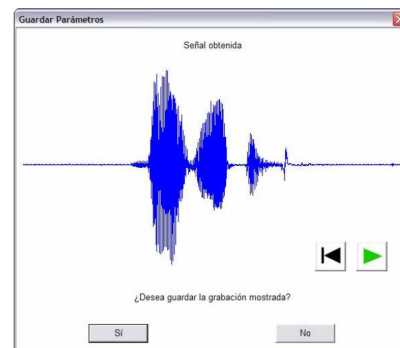 Guardar Parámetros
Señal obtenida
¿Desea guardar la grabación mostrada?
Sí
No